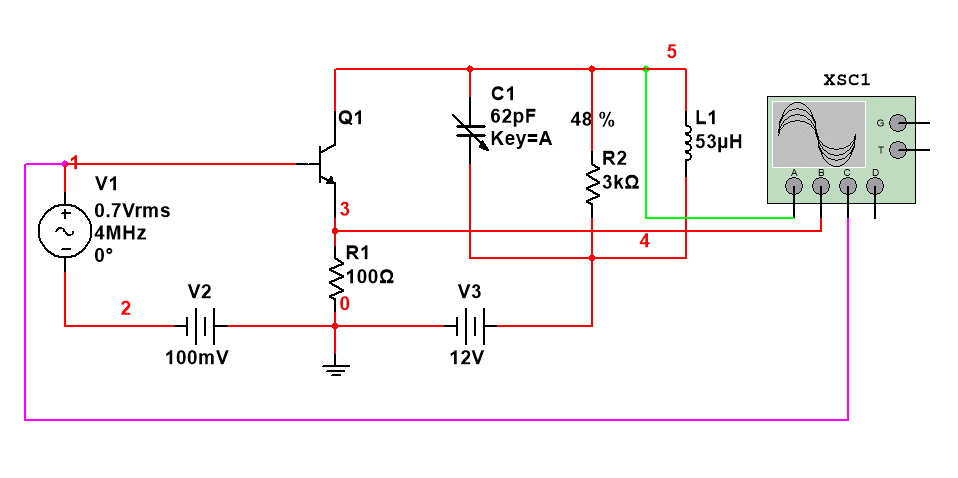 5
XSC1
Q1
C1
62pF
Key=A
48 %
L1
53µH
G
T
R2
3kΩ
A B C D
1
V1
0.7Vrms
4MHz
0°
3
4
R1
100Ω
0
2
V2
100mV
V3
12V